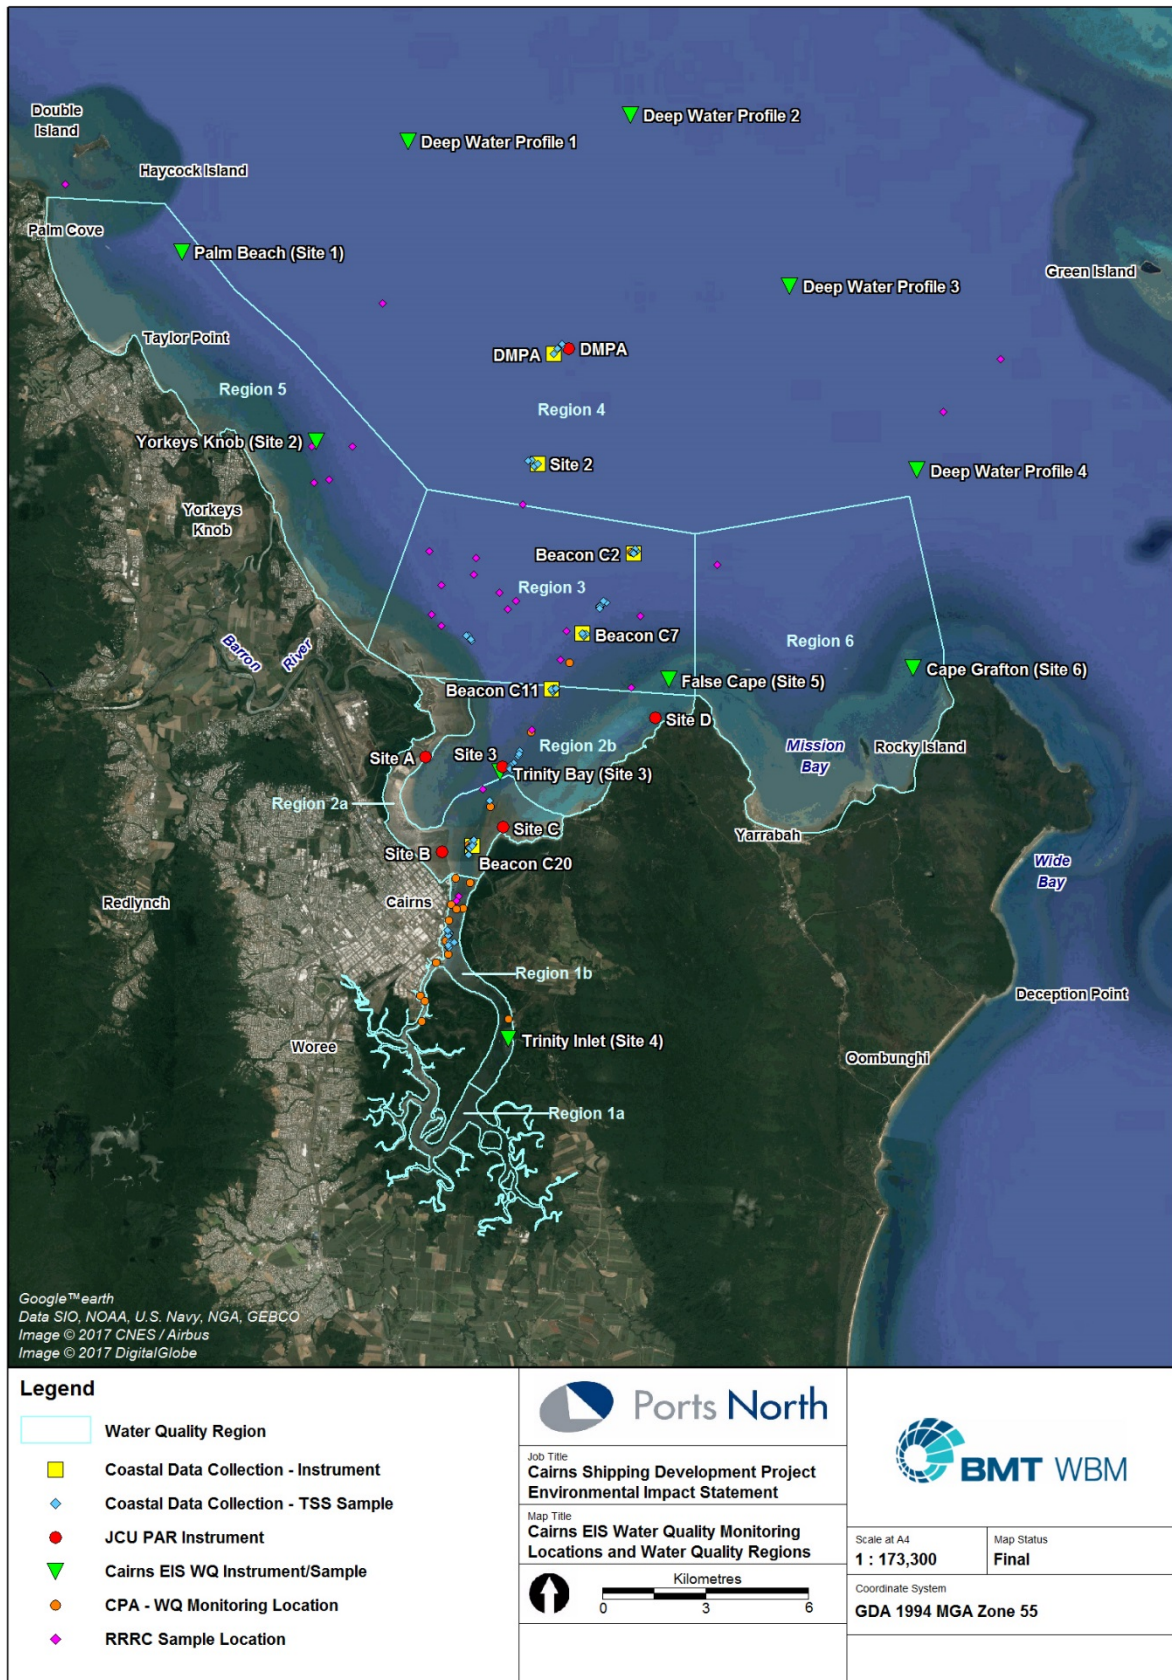 Double
Island
Haycock Island
Deep Water Profile 2
Deep Water Profile 1
Palm Cove
Palm Beach (Site 1)
Green Island
Deep Water Profile 3
Taylor Point
DMPA
DMPA
Region 5
Region 4
Yorkeys Knob (Site 2)
Site 2
Deep Water Profile 4
Yorkeys
Knob
Beacon C2
Region 3
Barron
River
Beacon C7
Region 6
False Cape (Site 5)
Cape Grafton (Site 6)
Beacon C11
Site D
Site A
Site 3
Region 2b
Mission
Bay
Rocky Island
Trinity Bay (Site 3)
Region 2a
Site C
Yarrabah
Site B
Beacon C20
Wide
Bay
Redlynch
Cairns
Region 1b
Deception Point
Woree
Trinity Inlet (Site 4)
Oombunghi
Region 1a
Google™earth
Data SIO, NOAA, U.S. Navy, NGA, GEBCO
Image © 2017 CNES / Airbus
Image © 2017 DigitalGlobe
Legend
Water Quality Region
Coastal Data Collection - Instrument
Coastal Data Collection - TSS Sample
JCU PAR Instrument
Cairns EIS WQ Instrument/Sample
CPA - WQ Monitoring Location
RRRC Sample Location
Ports North
Job Title
Cairns Shipping Development Project
Environmental Impact Statement
Map Title
Cairns EIS Water Quality Monitoring
Locations and Water Quality Regions
Kilometres
0 3 6
BMT WBM
Scale at A4
1 : 173,300
Map Status
Final
Coordinate System
GDA 1994 MGA Zone 55